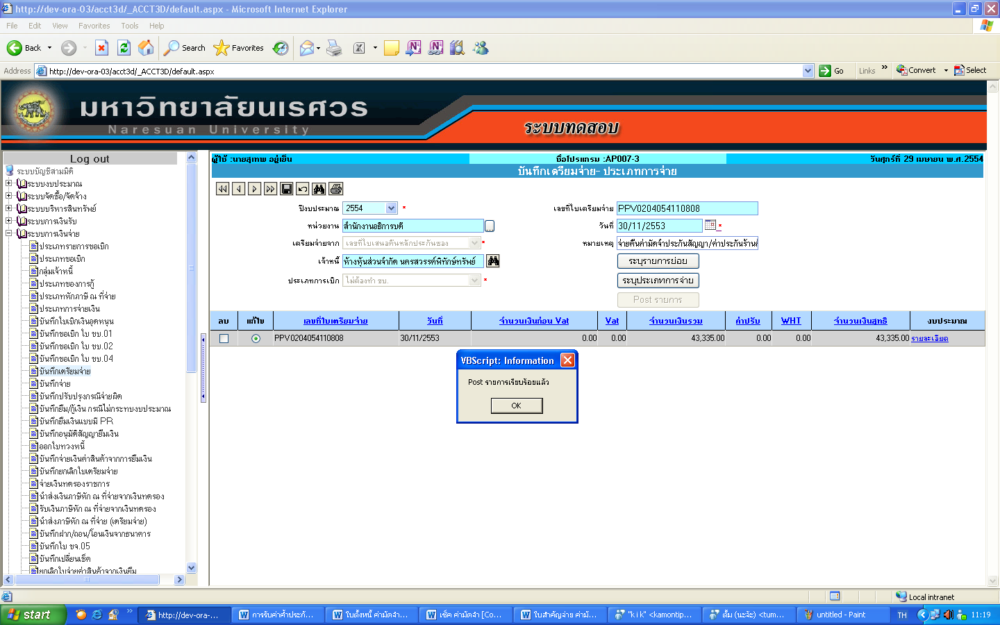 http://dev-ora-03/acct3d/_ACCT3D/default.aspx - Microsoft Internet Explorer
File Edit View Favorites Tools Help
Back Search Favorites
Address http://dev-ora-03/acct3d/_ACCT3D/default.aspx Go Links Convert Select
มหาวิทยาลัยนเรศวร
Naresuan University
ระบบทดสอบ
Log out
ระบบบัญชีสามมิติ
ระบบงบประมาณ
ระบบจัดซื้อ/จัดจ้าง
ระบบบริหารสินทรัพย์
ระบบการเงินรับ
ระบบการเงินจ่าย
ประเภทรายการขอเบิก
ประเภทขอเบิก
กลุ่มเจ้าหนี้
ประเภทของการกู้
ประเภทหักภาษี ณ ที่จ่าย
ประเภทการจ่ายเงิน
บันทึกใบเบิกเงินอุดหนุน
บันทึกขอเบิก ใบ ขบ.01
บันทึกขอเบิก ใบ ขบ.02
บันทึกขอเบิก ใบ ขบ.04
บันทึกเตรียมจ่าย
บันทึกจ่าย
บันทึกปรับปรุงกรณีจ่ายผิด
บันทึกยืม/กู้เงิน กรณีไม่กระทบงบประมาณ
บันทึกยืมเงินแบบมี PR
บันทึกอนุมัติสัญญายืมเงิน
ออกใบทวงหนี้
บันทึกจ่ายเงินค่าสินค้าจากการยืมเงิน
บันทึกยกเลิกใบเตรียมจ่าย
จ่ายเงินทดรองราชการ
นำส่งเงินภาษีหัก ณ ที่จ่ายจากเงินทดรอง
รับเงินภาษีหัก ณ ที่จ่ายจากเงินทดรอง
นำส่งภาษีหัก ณ ที่จ่าย (เตรียมจ่าย)
บันทึกฝาก/ถอน/โอนเงินจากธนาคาร
บันทึกใบ ขจ.05
บันทึกเปลี่ยนเช็ค
ยกเลิกใบจ่ายค่าสินค้าจากเงินยืม
ผู้ใช้ :นายสุเทพ อยู่เย็น ชื่อโปรแกรม :AP007-3 วันศุกร์ที่ 29 เมษายน พ.ศ.2554
บันทึกเตรียมจ่าย- ประเภทการจ่าย
ปีงบประมาณ 2554 * เลขที่ใบเตรียมจ่าย PPV0204054110808
หน่วยงาน สำนักงานอธิการบดี ... วันที่ 30/11/2553 *
เตรียมจ่ายจาก เลขที่ใบเสนอคืนหลักประกันซอง * หมายเหตุ จ่ายคืนค่ามัดจำประกันสัญญา/ค่าประกันร้านค้
เจ้าหนี้ ห้างหุ้นส่วนจำกัด นครสวรรค์พิทักษ์ทรัพย์ ระบุรายการย่อย
ประเภทการเบิก ไม่ต้องทำ ขบ. * ระบุประเภทการจ่าย
Post รายการ
ลบ แก้ไข เลขที่ใบเตรียมจ่าย วันที่ จำนวนเงินก่อน Vat Vat จำนวนเงินรวม ค่าปรับ WHT จำนวนเงินสุทธิ งบประมาณ
PPV0204054110808 30/11/2553 0.00 0.00 43,335.00 0.00 0.00 43,335.00 รายละเอียด
VBScript: Information
Post รายการเรียบร้อยแล้ว
OK
Local intranet
start http://dev-ora-... การรับค่าค้ำประกั... ใบตั้งหนี้ ค่ามัดจำ... เช็ค ค่ามัดจำ [Co... ใบสำคัญจ่าย ค่ามั... "k i k" <kamontip... ตั้ม (นะจ้ะ) <tum... untitled - Paint TH 11:19